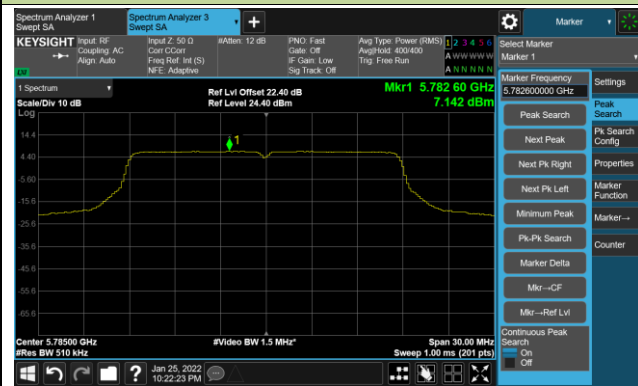 Spectrum Analyzer 1
Swept SA
Spectrum Analyzer 3
Swept SA
Marker
KEYSIGHT
Input: RF
Coupling: AC
Align: Auto
Input Z: 50 Ω
Corr CCorr
Freq Ref: Int (S)
NFE: Adaptive
#Atten: 12 dB
PNO: Fast
Gate: Off
IF Gain: Low
Sig Track: Off
Avg Type: Power (RMS)
Avg|Hold: 400/400
Trig: Free Run
1 2 3 4 5 6
A W W W W W
A N N N N N
LXI
1 Spectrum
Scale/Div 10 dB
Log
Ref Lvl Offset 22.40 dB
Ref Level 24.40 dBm
Mkr1 5.782 60 GHz
7.142 dBm
1
14.4
4.40
-5.60
-15.6
-25.6
-35.6
-45.6
-55.6
-65.6
Center 5.78500 GHz
#Res BW 510 kHz
#Video BW 1.5 MHz*
Span 30.00 MHz
Sweep 1.00 ms (201 pts)
Jan 25, 2022
10:22:23 PM
Select Marker
Marker 1
Marker Frequency
5.782600000 GHz
Peak Search
Next Peak
Next Pk Right
Next Pk Left
Minimum Peak
Pk-Pk Search
Marker Delta
Mkr→CF
Mkr→Ref Lvl
Continuous Peak
Search
On
Off
Settings
Peak
Search
Pk Search
Config
Properties
Marker
Function
Marker→
Counter